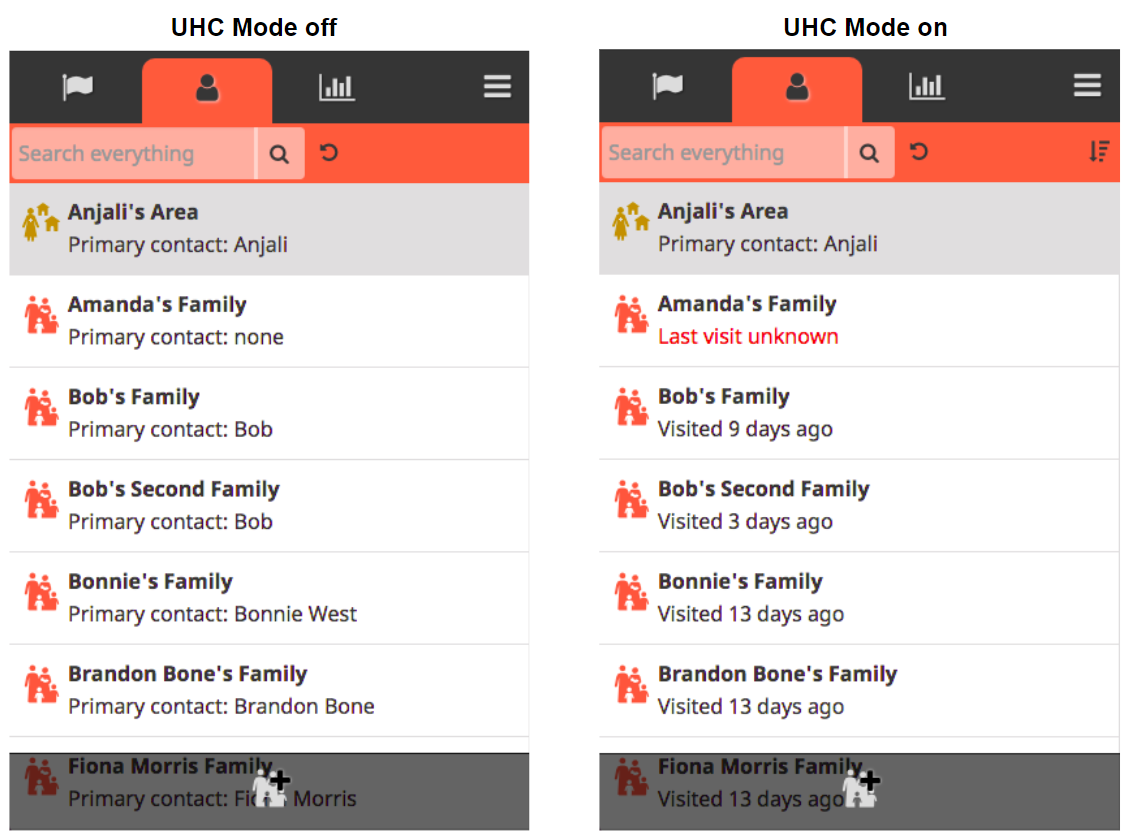 UHC Mode off
Search everything
Anjali's Area
Primary contact: Anjali
Amanda's Family
Primary contact: none
Bob's Family
Primary contact: Bob
Bob's Second Family
Primary contact: Bob
Bonnie's Family
Primary contact: Bonnie West
Brandon Bone's Family
Primary contact: Brandon Bone
Fiona Morris Family
Primary contact: Morris
UHC Mode on
Search everything
Anjali's Area
Primary contact: Anjali
Amanda's Family
Last visit unknown
Bob's Family
Visited 9 days ago
Bob's Second Family
Visited 3 days ago
Bonnie's Family
Visited 13 days ago
Brandon Bone's Family
Visited 13 days ago
Fiona Morris Family
Visited 13 days ago